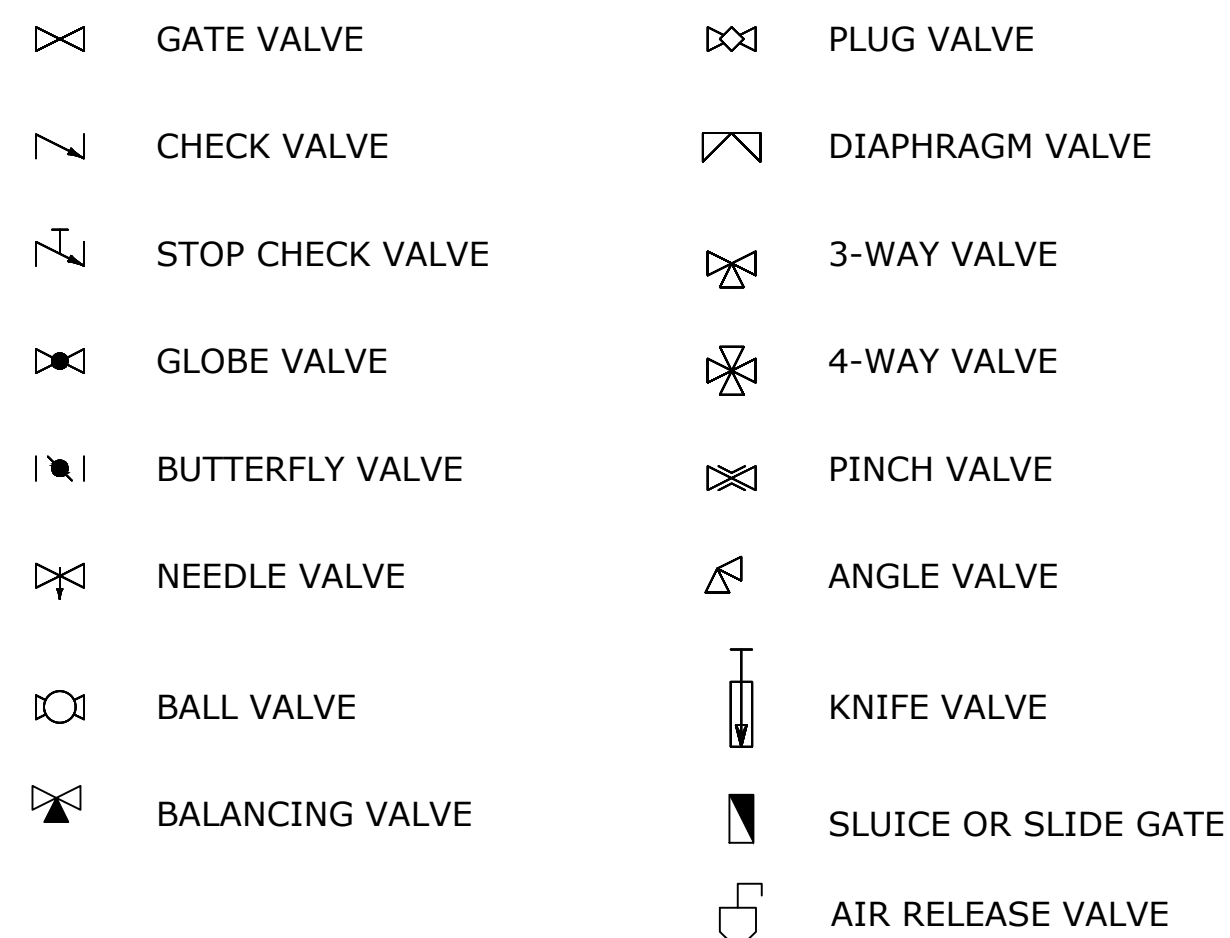 GATE VALVE
CHECK VALVE
STOP CHECK VALVE
GLOBE VALVE
BUTTERFLY VALVE
NEEDLE VALVE
BALL VALVE
BALANCING VALVE
PLUG VALVE
DIAPHRAGM VALVE
3-WAY VALVE
4-WAY VALVE
PINCH VALVE
ANGLE VALVE
KNIFE VALVE
SLUICE OR SLIDE GATE
AIR RELEASE VALVE